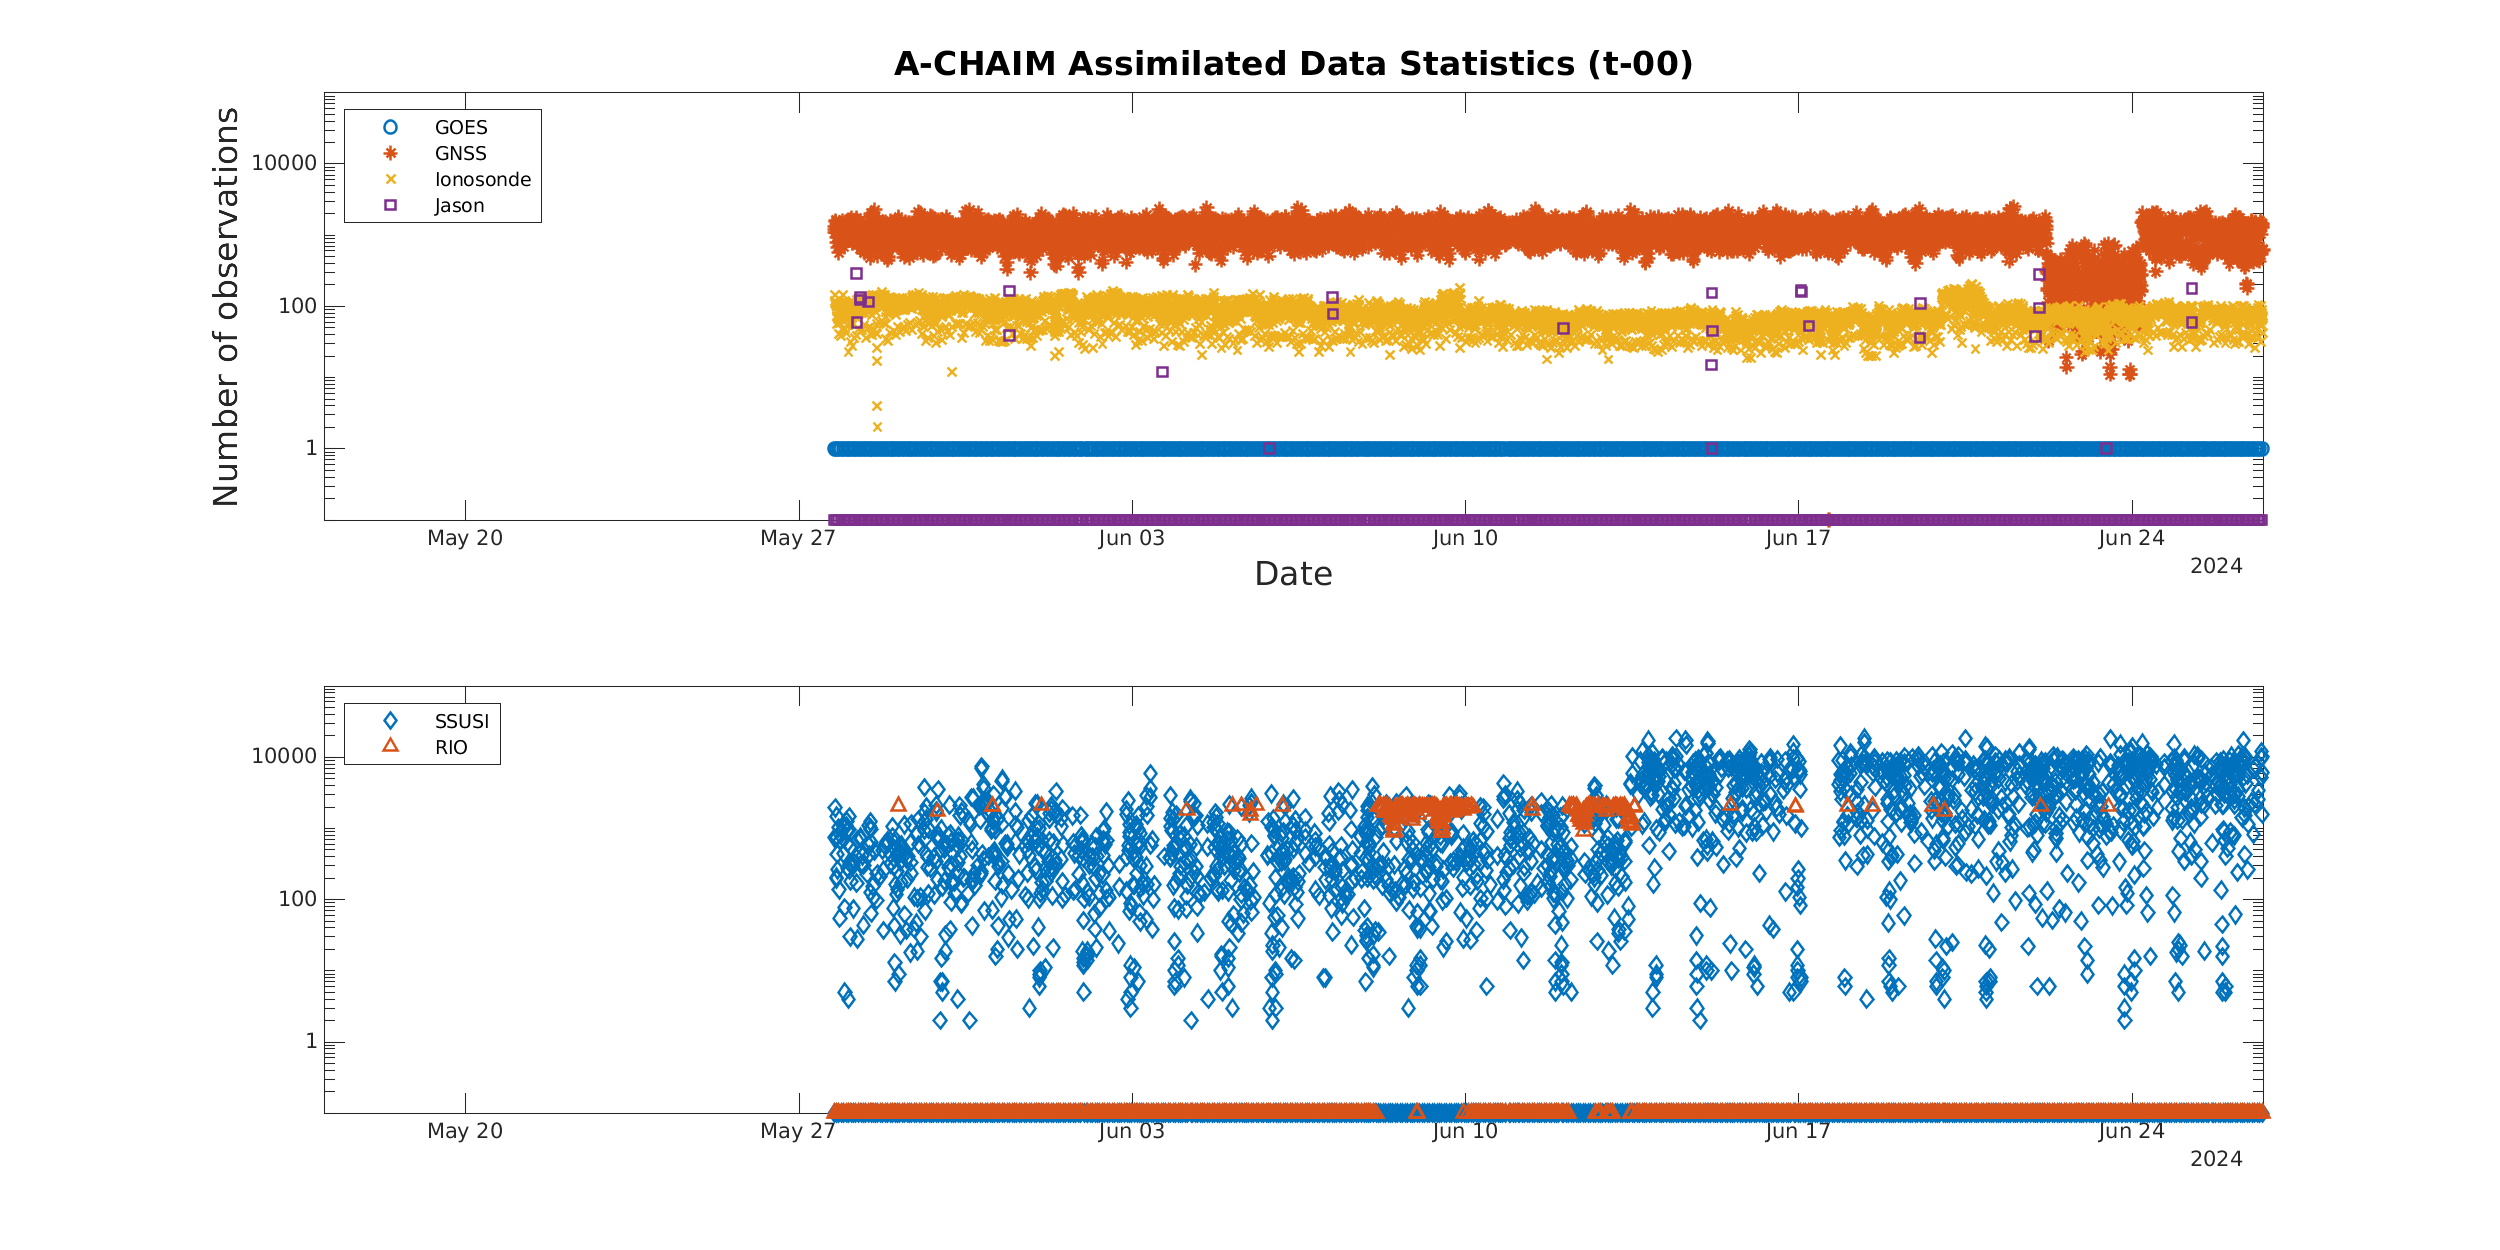 A-CHAIM Assimilated Data Statistics (t-00)
Number of observations
GOES
GNSS
Ionosonde
Jason
10000
100
1
May 20 May 27 Jun 03 Jun 10 Jun 17 Jun 24
2024
Date
SSUSI
RIO
10000
100
1
May 20 May 27 Jun 03 Jun 10 Jun 17 Jun 24
2024